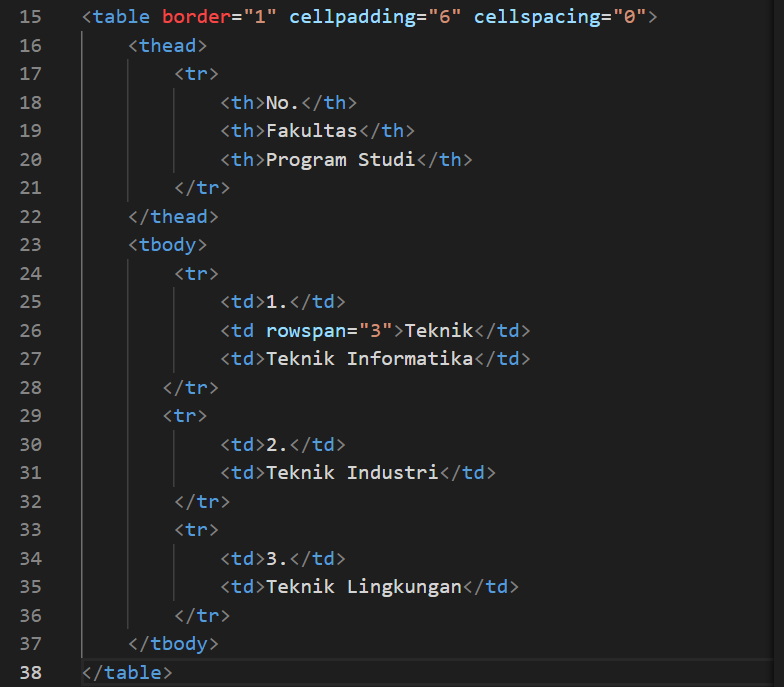 15 <table border="1" cellpadding="6" cellspacing="0">
16     <thead>
17         <tr>
18             <th>No.</th>
19             <th>Fakultas</th>
20             <th>Program Studi</th>
21         </tr>
22     </thead>
23     <tbody>
24         <tr>
25             <td>1.</td>
26             <td rowspan="3">Teknik</td>
27             <td>Teknik Informatika</td>
28        </tr>
29        <tr>
30             <td>2.</td>
31             <td>Teknik Industri</td>
32         </tr>
33         <tr>
34             <td>3.</td>
35             <td>Teknik Lingkungan</td>
36         </tr>
37     </tbody>
38 </table>